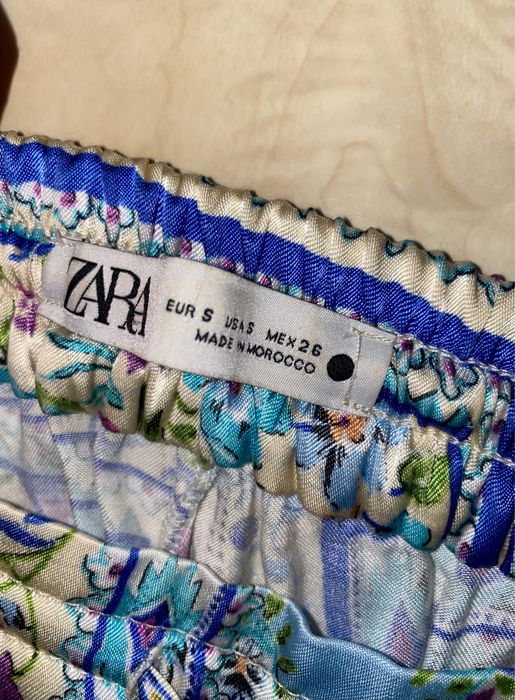 ZARA
EUR S USA S MEX 26
MADE IN MOROCCO